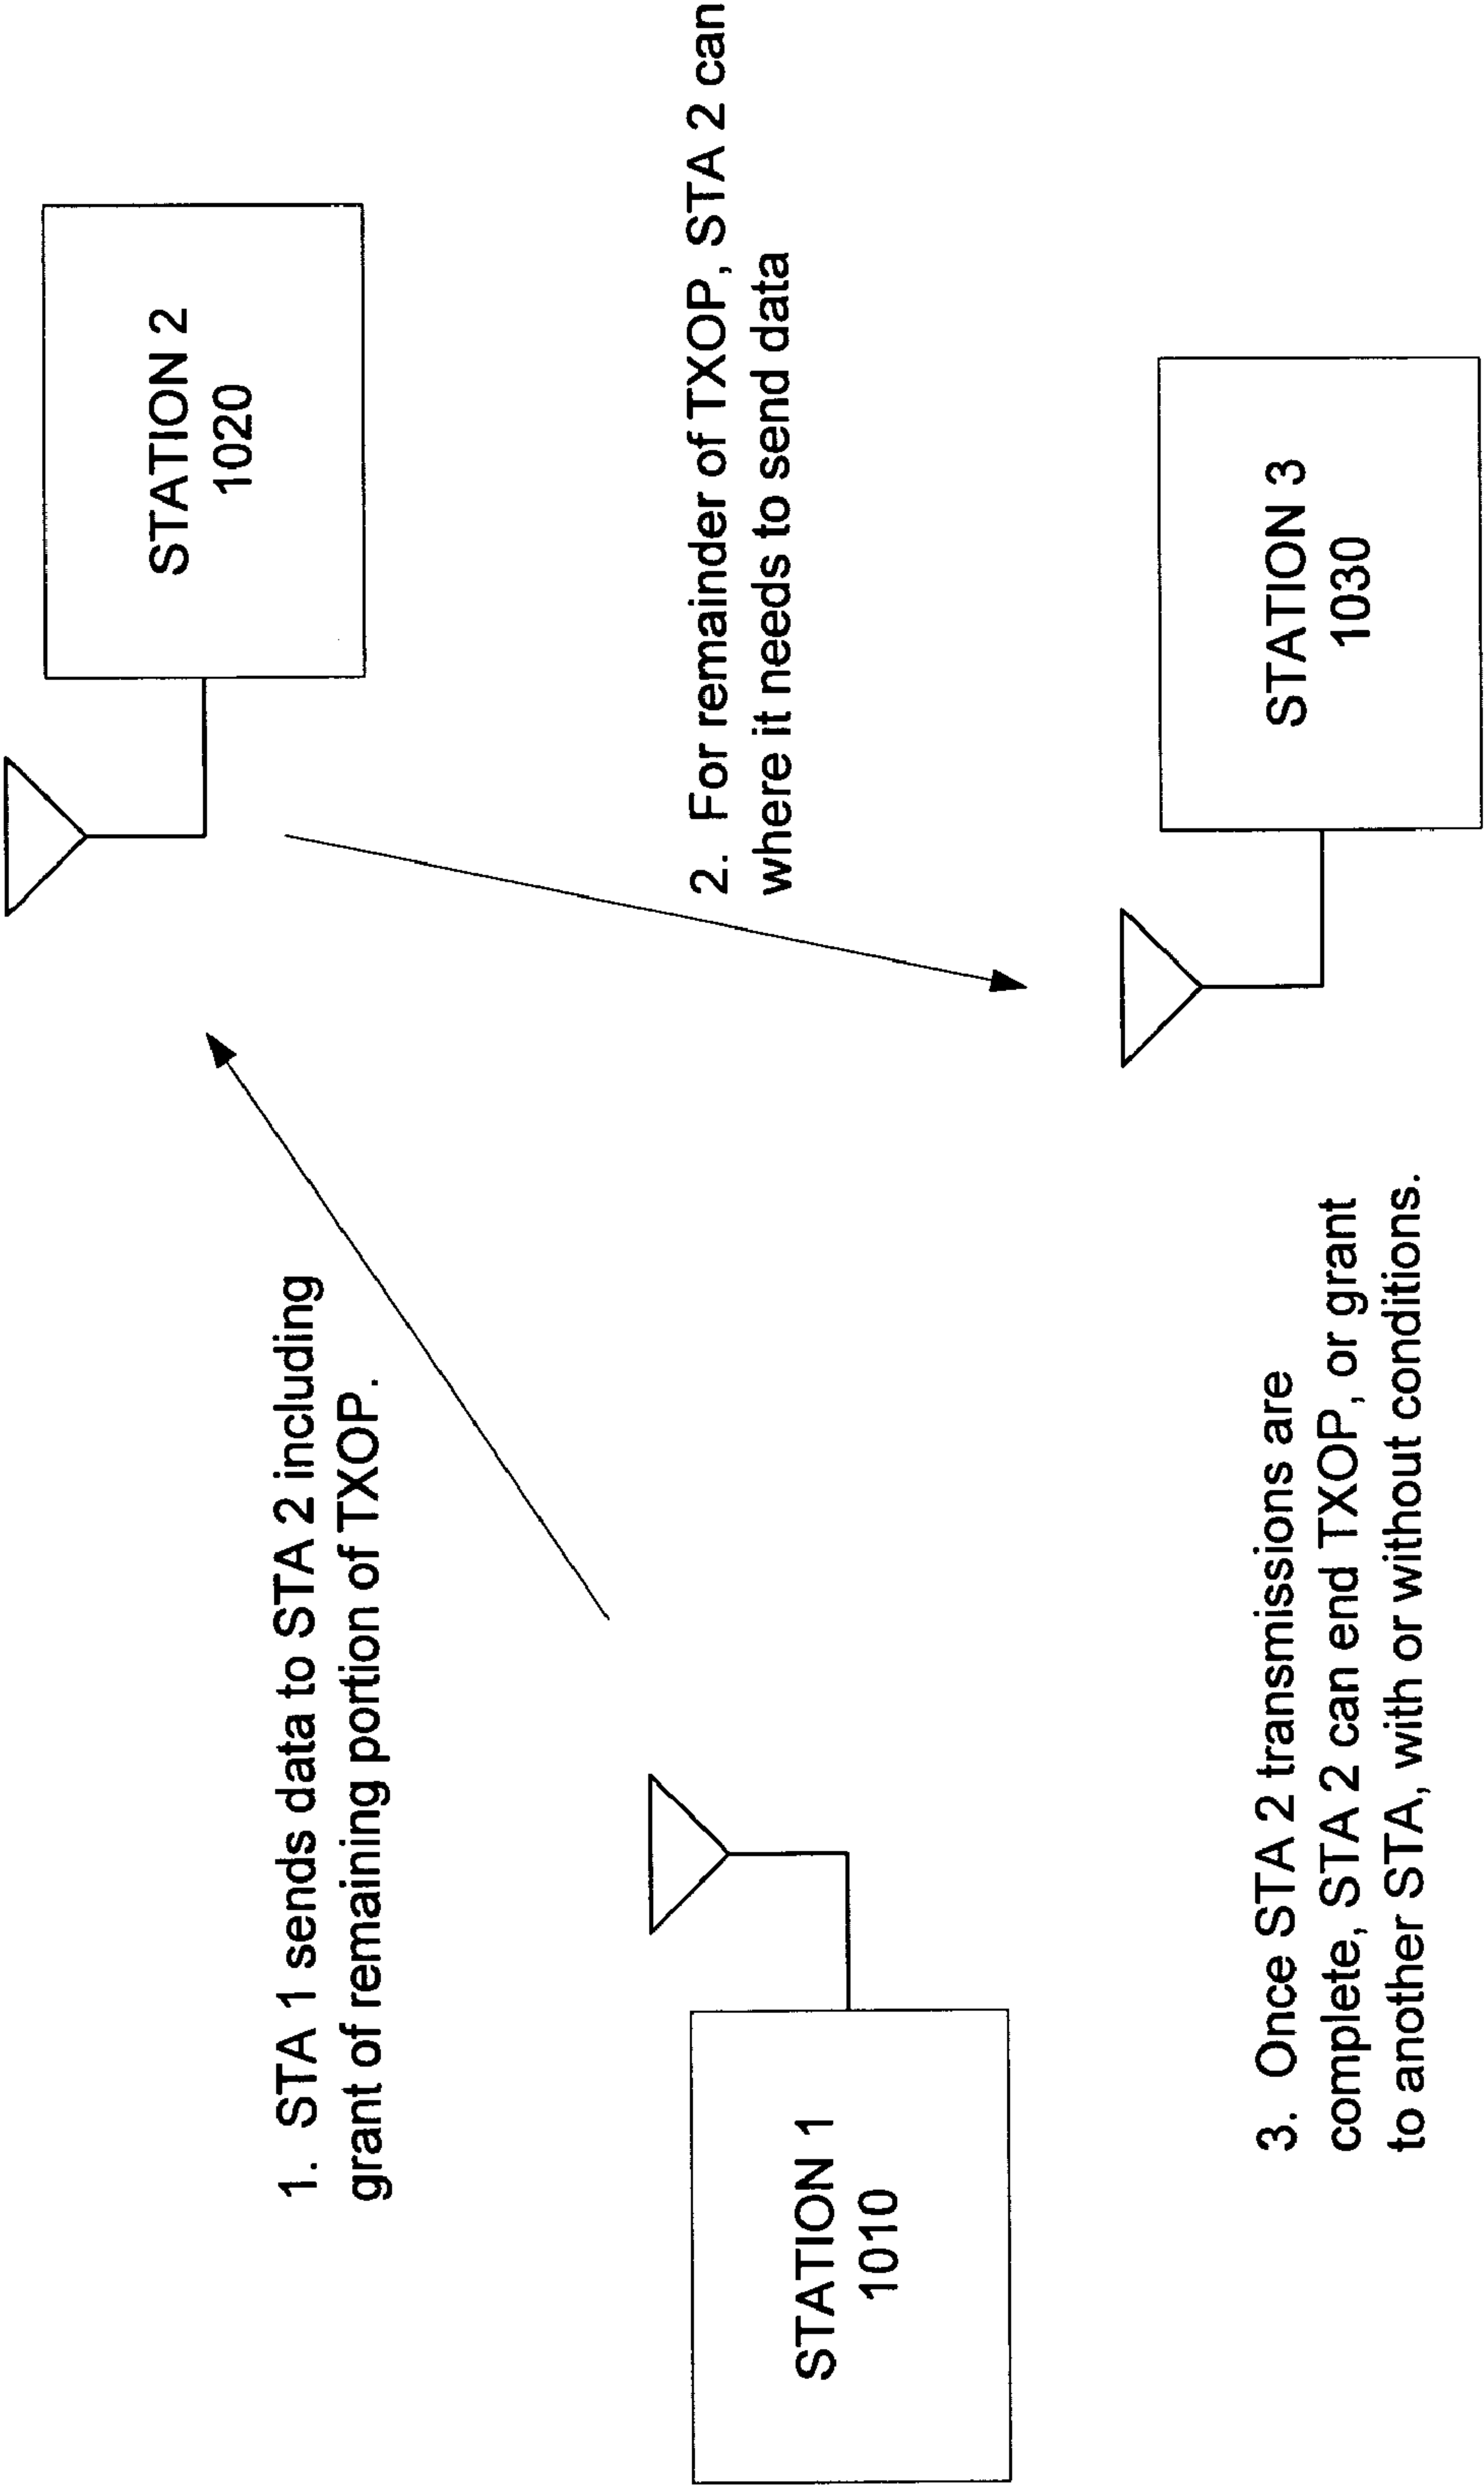 1. STA 1 sends data to STA 2 including
grant of remaining portion of TXOP.
STATION 2
1020
2. For remainder of TXOP, STA 2 can
where it needs to send data
STATION 1
1010
3. Once STA 2 transmissions are
complete, STA 2 can end TXOP, or grant
to another STA, with or without conditions.
STATION 3
1030